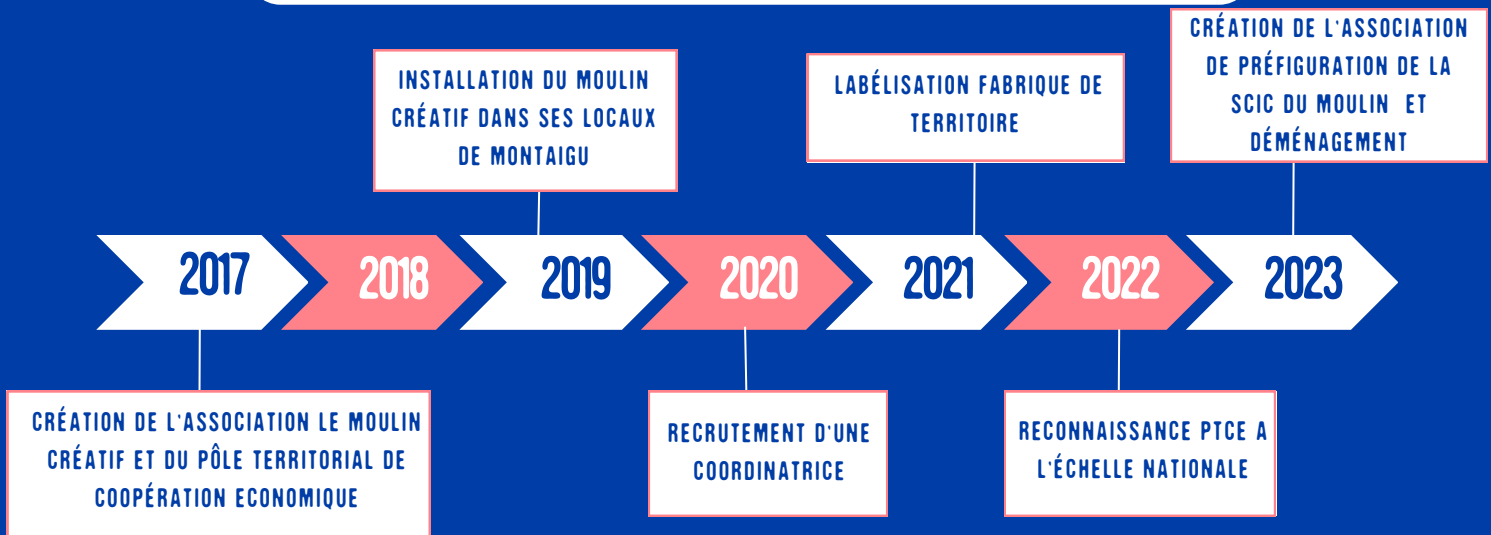 CRÉATION DE L'ASSOCIATION
DE PRÉFIGURATION DE LA
SCIC DU MOULIN ET
DÉMÉNAGEMENT
INSTALLATION DU MOULIN
CRÉATIF DANS SES LOCAUX
DE MONTAIGU
LABÉLISATION FABRIQUE DE
TERRITOIRE
2017
2018
2019
2020
2021
2022
2023
CRÉATION DE L'ASSOCIATION LE MOULIN
CRÉATIF ET DU PÔLE TERRITORIAL DE
COOPÉRATION ECONOMIQUE
RECRUTEMENT D'UNE
COORDINATRICE
RECONNAISSANCE PTCE A
L'ÉCHELLE NATIONALE